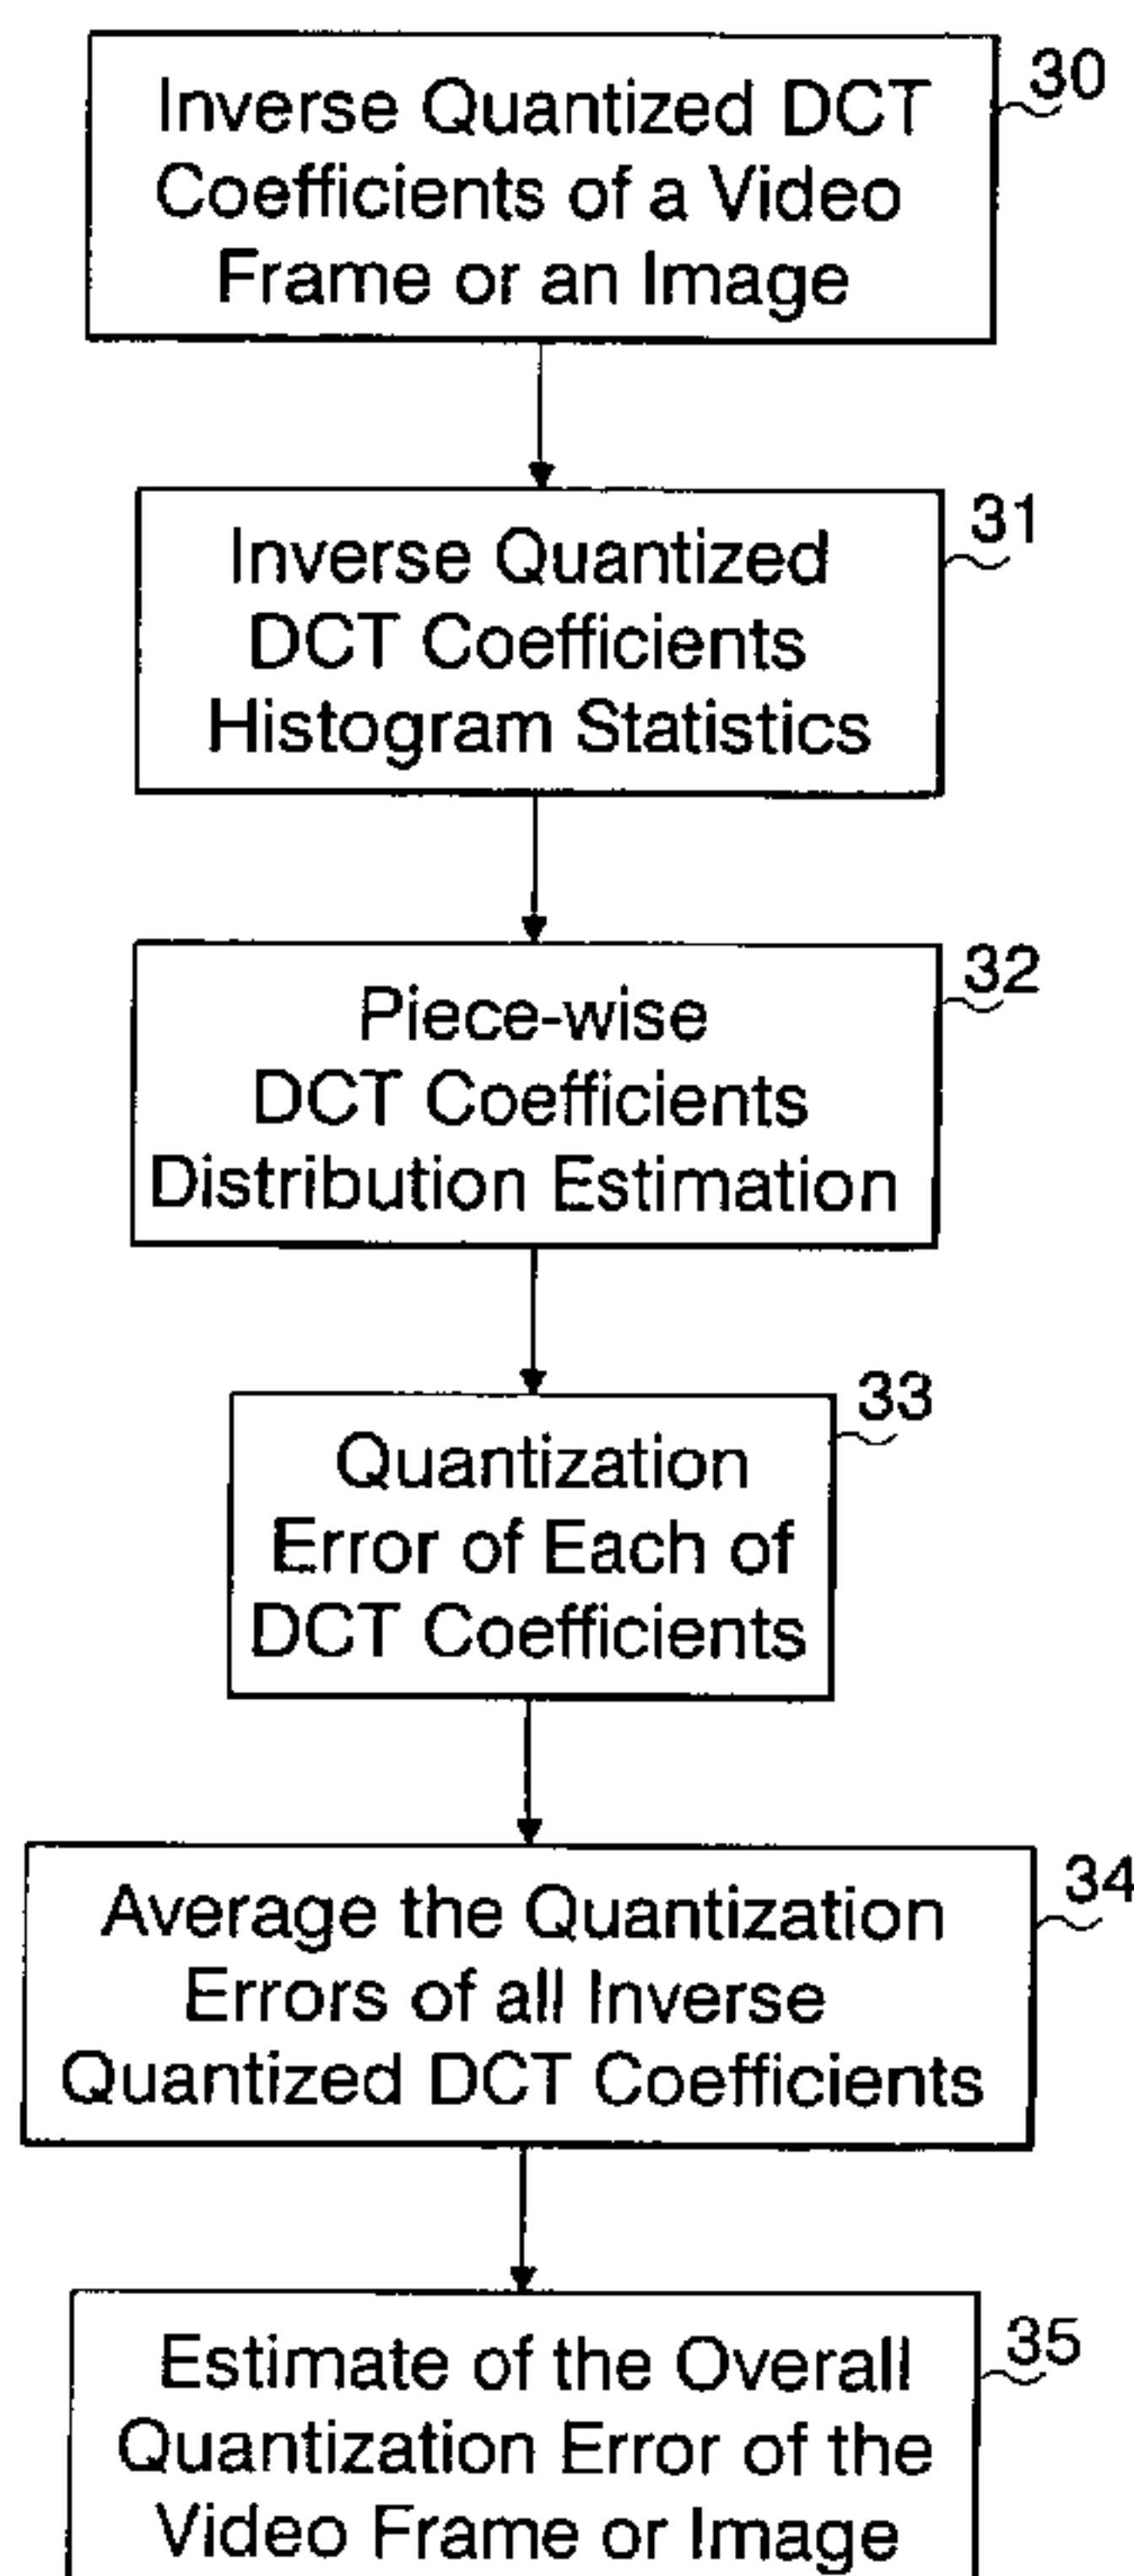 Inverse Quantized DCT
Coefficients of a Video
Frame or an Image
30
Inverse Quantized
DCT Coefficients
Histogram Statistics
31
Piece-wise
DCT Coefficients
Distribution Estimation
32
Quantization
Error of Each of
DCT Coefficients
33
Average the Quantization
Errors of all Inverse
Quantized DCT Coefficients
34
Estimate of the Overall
Quantization Error of the
Video Frame or Image
35